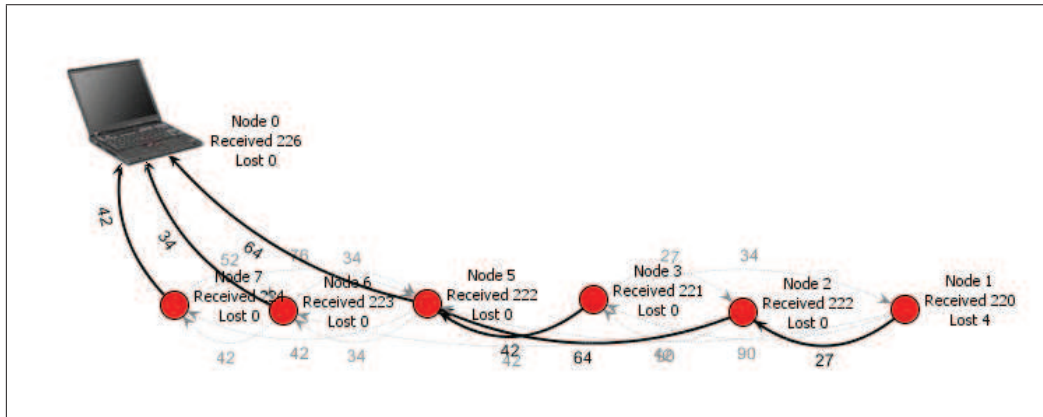 Node 0
Received 226
Lost 0
42
34
64
52
76
34
27
34
Node 7
Received 224
Lost 0
Node 6
Received 223
Lost 0
Node 5
Received 222
Lost 0
Node 3
Received 221
Lost 0
Node 2
Received 222
Lost 0
Node 1
Received 220
Lost 4
42
42
34
42
42
64
90
90
27